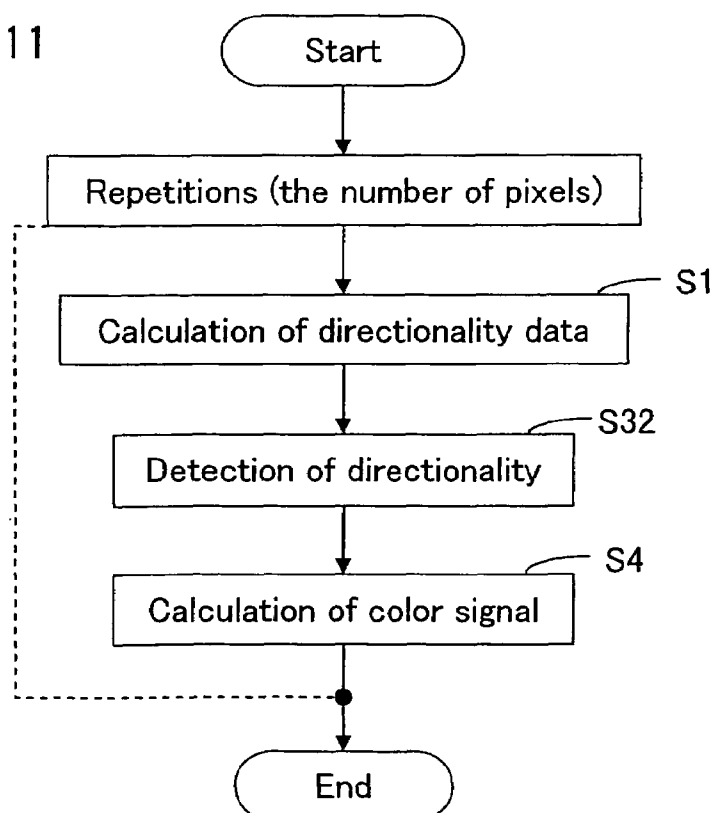 11
Start
Repetitions (the number of pixels)
S1
Calculation of directionality data
S32
Detection of directionality
S4
Calculation of color signal
End